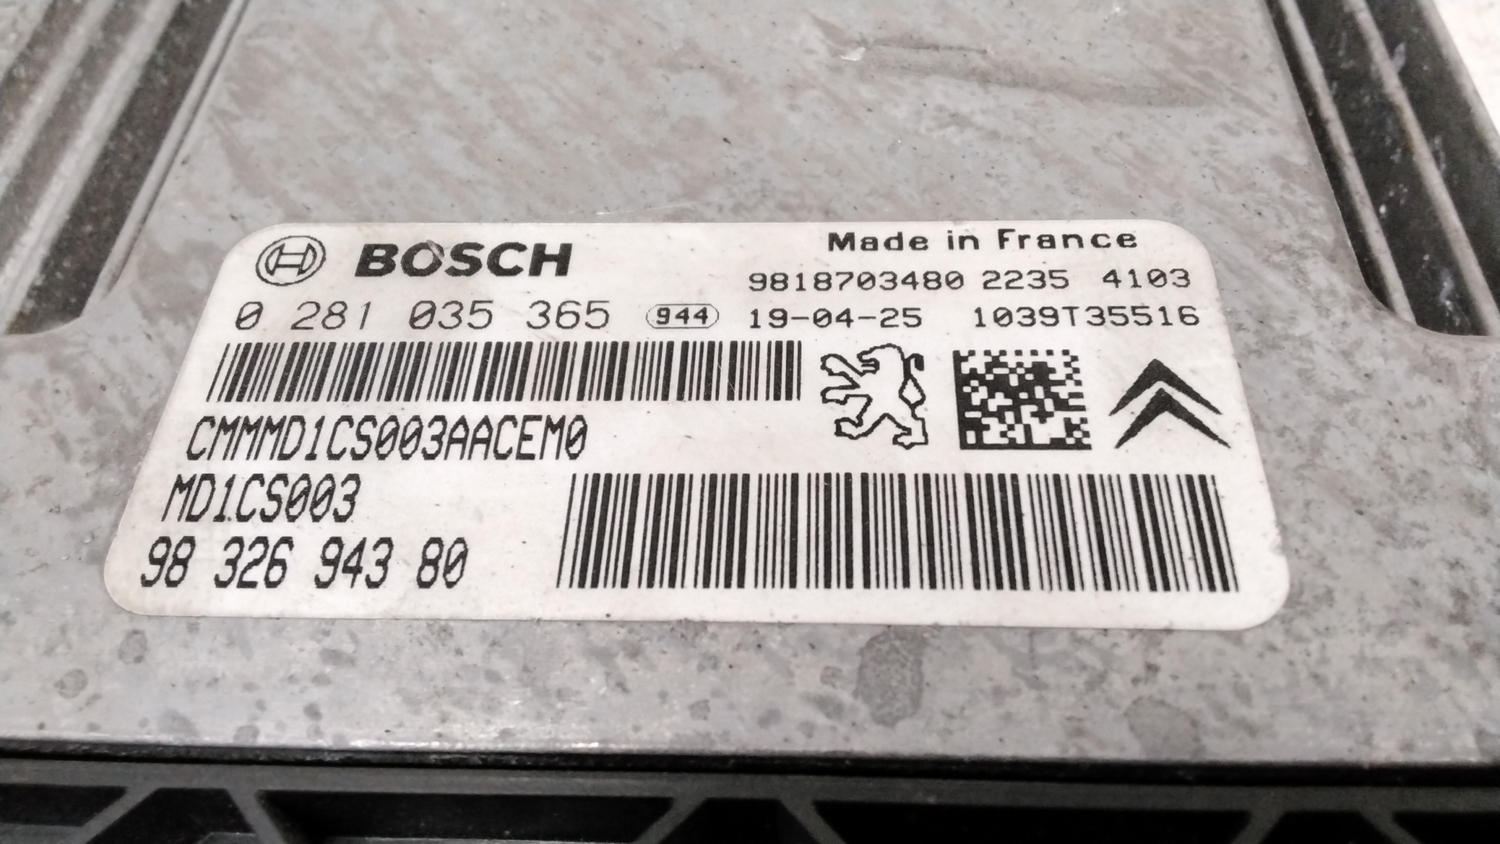 BOSCH
Made in France
9818703480 2235 4103
0 281 035 365 944 19-04-25 1039T35516
CMMMD1CS003AACEM0
MD1CS003
98 326 943 80